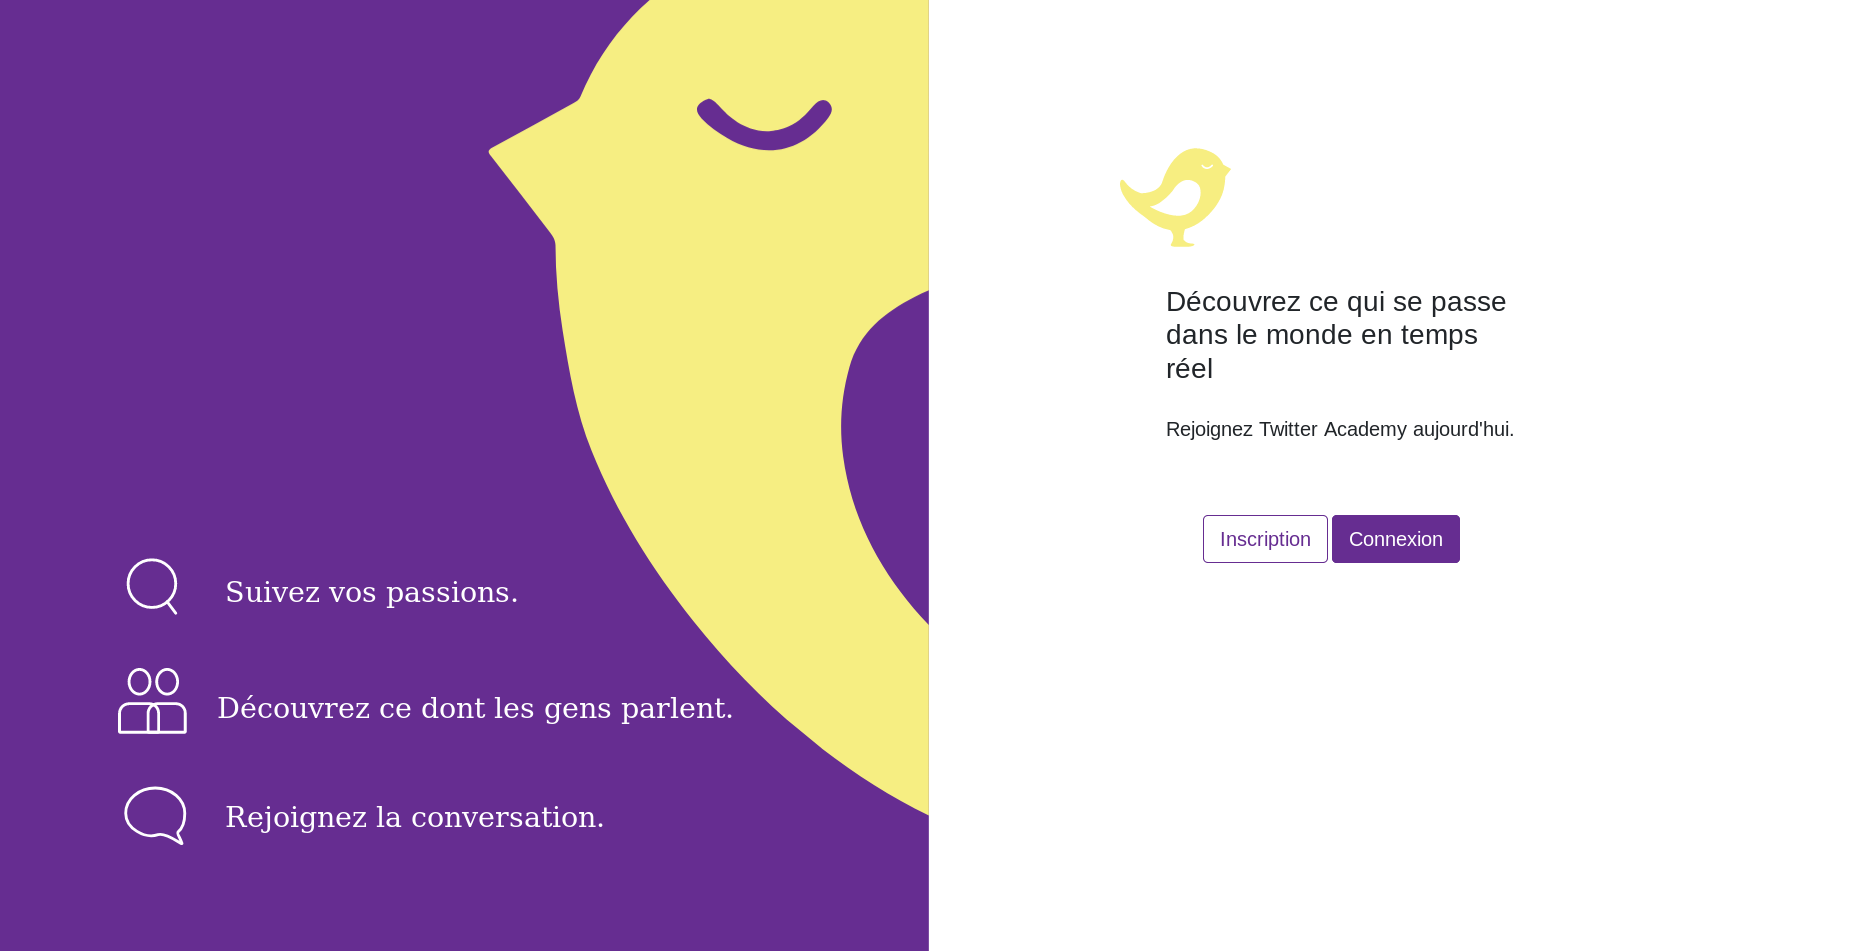 Suivez vos passions.
Découvrez ce dont les gens parlent.
Rejoignez la conversation.
Découvrez ce qui se passe
dans le monde en temps
réel
Rejoignez Twitter Academy aujourd'hui.
Inscription
Connexion